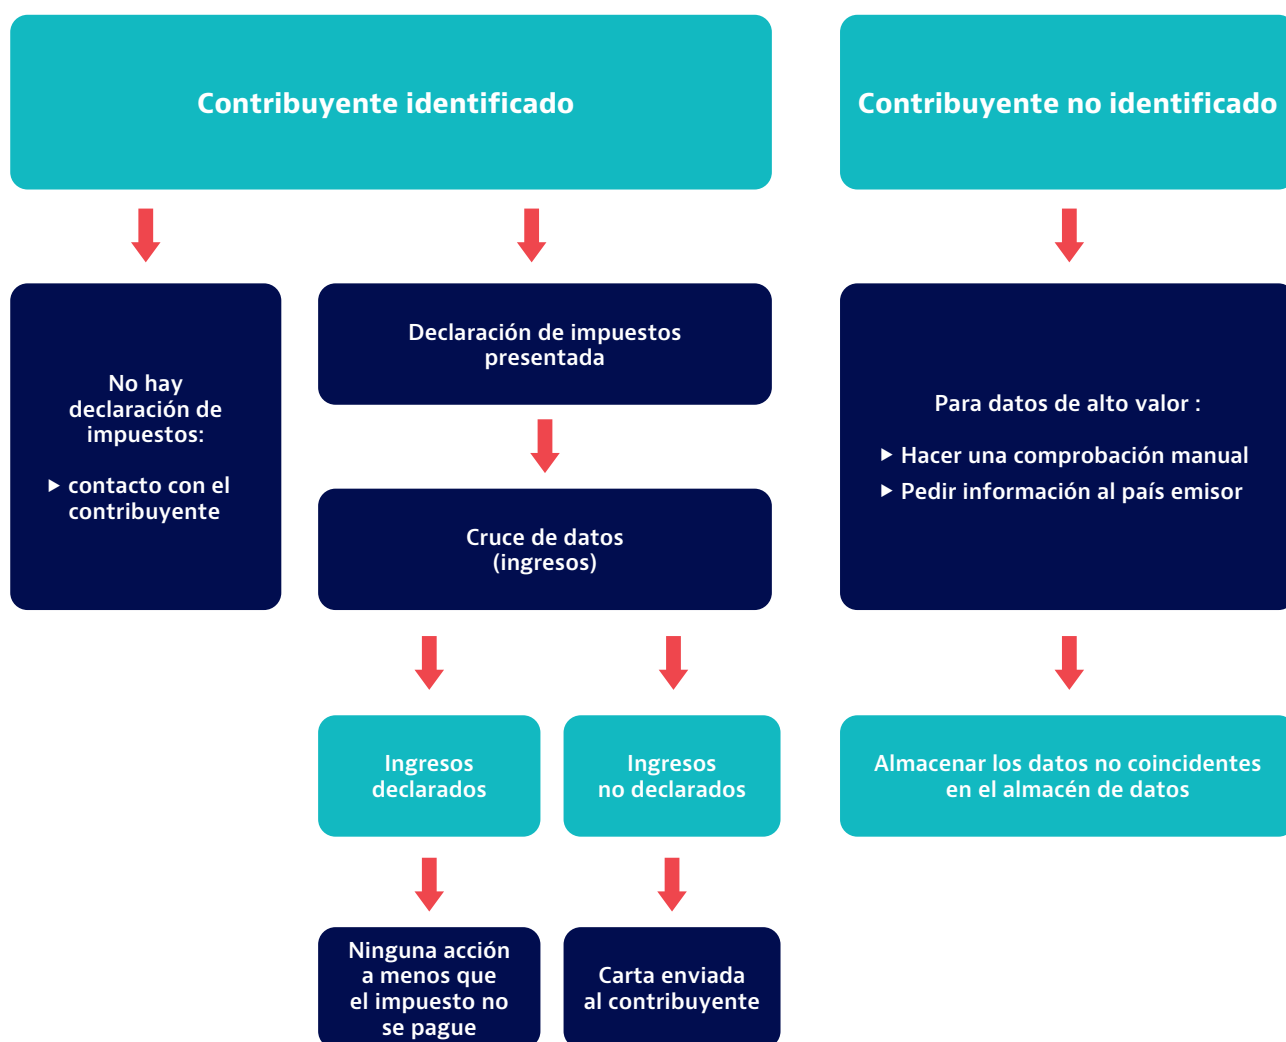 Contribuyente identificado
Contribuyente no identificado
No hay
declaración de
impuestos:
▶ contacto con el
contribuyente
Declaración de impuestos
presentada
Cruce de datos
(ingresos)
Para datos de alto valor :
▶ Hacer una comprobación manual
▶ Pedir información al país emisor
Ingresos
declarados
Ingresos
no declarados
Almacenar los datos no coincidentes
en el almacén de datos
Ninguna acción
a menos que
el impuesto no
se pague
Carta enviada
al contribuyente